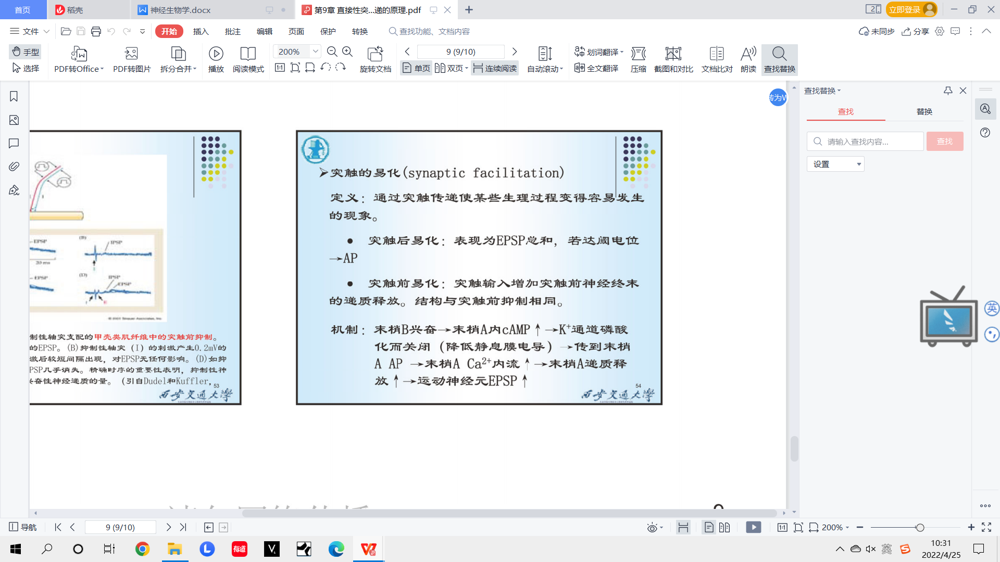 首页
稻壳
神经生物学.docx
第9章 直接性突...递的原理.pdf
2
立即登录
文件
开始
插入
批注
编辑
页面
保护
转换
查找功能、文档内容
未同步
分享
手型
选择
PDF转Office
PDF转图片
拆分合并
播放
阅读模式
200%
旋转文档
9 (9/10)
单页
双页
连续阅读
自动滚动
划词翻译
全文翻译
压缩
截图和对比
文档比对
朗读
查找替换
转为W
EPSP
(B)
IPSP
20 ms
I
EPSP
(D)
IPSP
EPSP
I
E
制性轴突支配的甲壳类肌纤维中的突触前抑制。
的EPSP。(B)抑制性轴突（I）的刺激产生0.2mV的
激后较短间隔出现，对EPSP无任何影响。(D)如抑
PSP几乎消失。精确时序的重要性表明，抑制性神
兴奋性神经递质的量。（引自Dudel和Kuffler,
53
西安交通大学
➢突触的易化(synaptic facilitation)
定义：通过突触传递使某些生理过程变得容易发生
的现象。
● 突触后易化：表现为EPSP总和，若达阈电位
→AP
● 突触前易化：突触输入增加突触前神经终末
的递质释放。结构与突触前抑制相同。
机制：末梢B兴奋→末梢A内cAMP↑→K⁺通道磷酸
化而关闭（降低静息膜电导）→传到末梢
A AP →末梢A Ca²⁺内流↑→末梢A递质释
放↑→运动神经元EPSP↑
54
西安交通大学
查找替换
查找
替换
请输入查找内容...
查找
设置
英
导航
9 (9/10)
200%
有道
英
10:31
2022/4/25